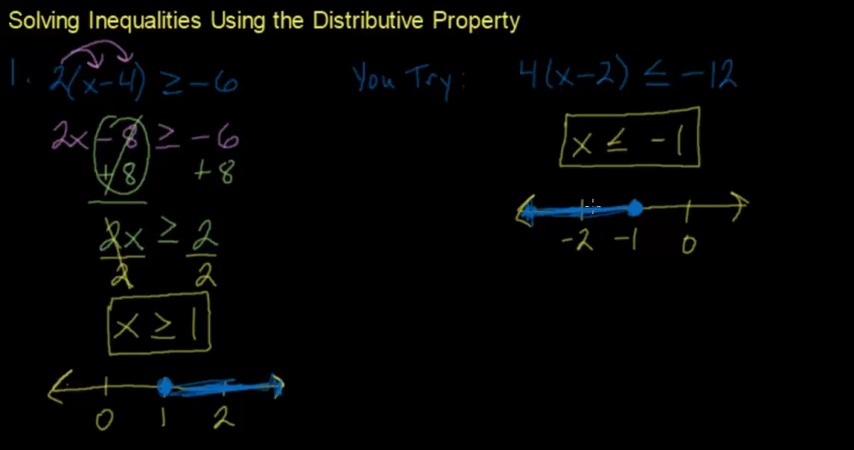 Solving Inequalities Using the Distributive Property
1. 2(x-4) ≥ -6
2x - 8 ≥ -6
+ 8 + 8
2x ≥ 2
2 2
x ≥ 1
0 1 2
You Try: 4(x-2) ≤ -12
x ≤ -1
-2 -1 0